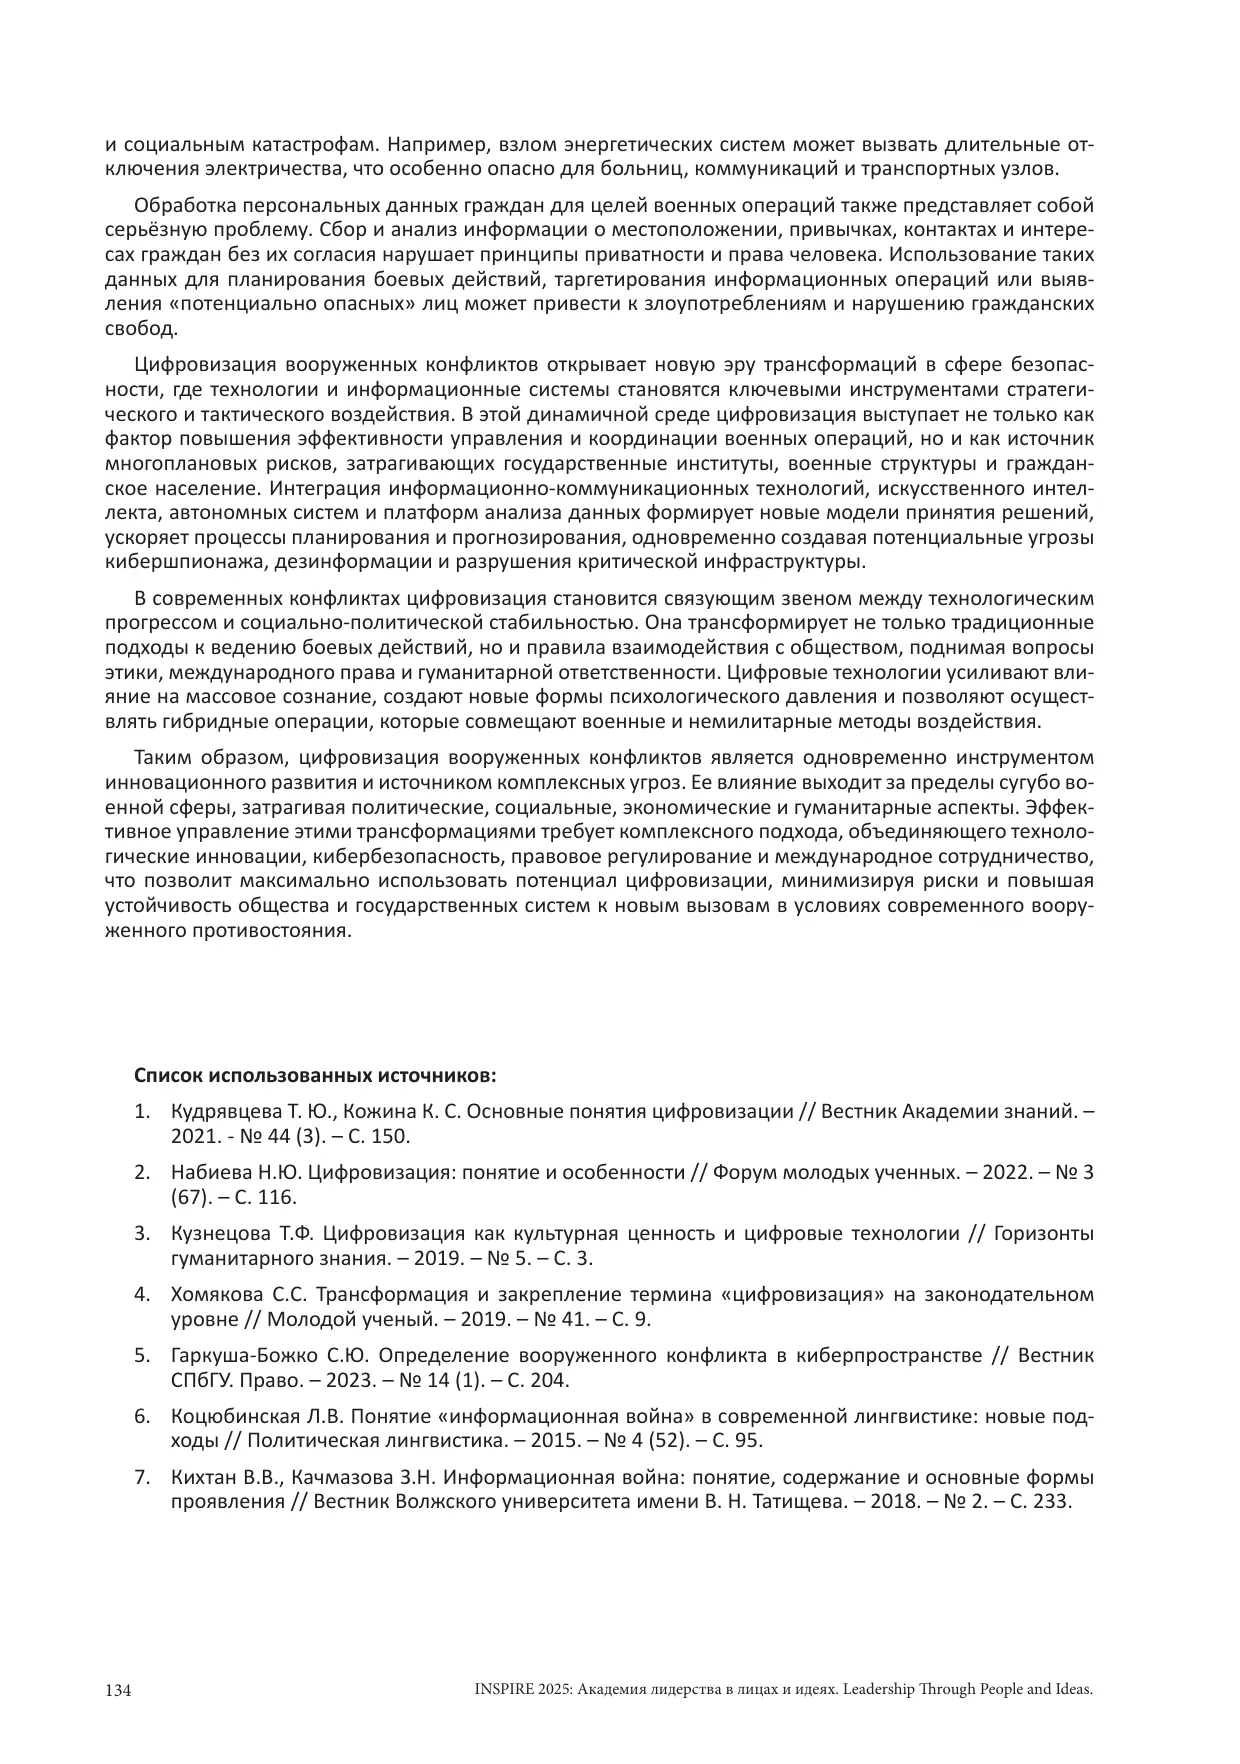 и социальным катастрофам. Например, взлом энергетических систем может вызвать длительные от-
ключения электричества, что особенно опасно для больниц, коммуникаций и транспортных узлов.
Обработка персональных данных граждан для целей военных операций также представляет собой
серьёзную проблему. Сбор и анализ информации о местоположении, привычках, контактах и интере-
сах граждан без их согласия нарушает принципы приватности и права человека. Использование таких
данных для планирования боевых действий, таргетирования информационных операций или выяв-
ления «потенциально опасных» лиц может привести к злоупотреблениям и нарушению гражданских
свобод.
Цифровизация вооруженных конфликтов открывает новую эру трансформаций в сфере безопас-
ности, где технологии и информационные системы становятся ключевыми инструментами стратеги-
ческого и тактического воздействия. В этой динамичной среде цифровизация выступает не только как
фактор повышения эффективности управления и координации военных операций, но и как источник
многоплановых рисков, затрагивающих государственные институты, военные структуры и граждан-
ское население. Интеграция информационно-коммуникационных технологий, искусственного интел-
лекта, автономных систем и платформ анализа данных формирует новые модели принятия решений,
ускоряет процессы планирования и прогнозирования, одновременно создавая потенциальные угрозы
кибершпионажа, дезинформации и разрушения критической инфраструктуры.
В современных конфликтах цифровизация становится связующим звеном между технологическим
прогрессом и социально-политической стабильностью. Она трансформирует не только традиционные
подходы к ведению боевых действий, но и правила взаимодействия с обществом, поднимая вопросы
этики, международного права и гуманитарной ответственности. Цифровые технологии усиливают вли-
яние на массовое сознание, создают новые формы психологического давления и позволяют осущест-
влять гибридные операции, которые совмещают военные и немилитарные методы воздействия.
Таким образом, цифровизация вооруженных конфликтов является одновременно инструментом
инновационного развития и источником комплексных угроз. Ее влияние выходит за пределы сугубо во-
енной сферы, затрагивая политические, социальные, экономические и гуманитарные аспекты. Эффек-
тивное управление этими трансформациями требует комплексного подхода, объединяющего техноло-
гические инновации, кибербезопасность, правовое регулирование и международное сотрудничество,
что позволит максимально использовать потенциал цифровизации, минимизируя риски и повышая
устойчивость общества и государственных систем к новым вызовам в условиях современного воору-
женного противостояния.
Список использованных источников:
1. Кудрявцева Т. Ю., Кожина К. С. Основные понятия цифровизации // Вестник Академии знаний. –
2021. - № 44 (3). – С. 150.
2. Набиева Н.Ю. Цифровизация: понятие и особенности // Форум молодых ученных. – 2022. – № 3
(67). – С. 116.
3. Кузнецова Т.Ф. Цифровизация как культурная ценность и цифровые технологии // Горизонты
гуманитарного знания. – 2019. – № 5. – С. 3.
4. Хомякова С.С. Трансформация и закрепление термина «цифровизация» на законодательном
уровне // Молодой ученый. – 2019. – № 41. – С. 9.
5. Гаркуша-Божко С.Ю. Определение вооруженного конфликта в киберпространстве // Вестник
СПбГУ. Право. – 2023. – № 14 (1). – С. 204.
6. Коцюбинская Л.В. Понятие «информационная война» в современной лингвистике: новые под-
ходы // Политическая лингвистика. – 2015. – № 4 (52). – С. 95.
7. Кихтан В.В., Качмазова З.Н. Информационная война: понятие, содержание и основные формы
проявления // Вестник Волжского университета имени В. Н. Татищева. – 2018. – № 2. – С. 233.
134 INSPIRE 2025: Академия лидерства в лицах и идеях. Leadership Through People and Ideas.